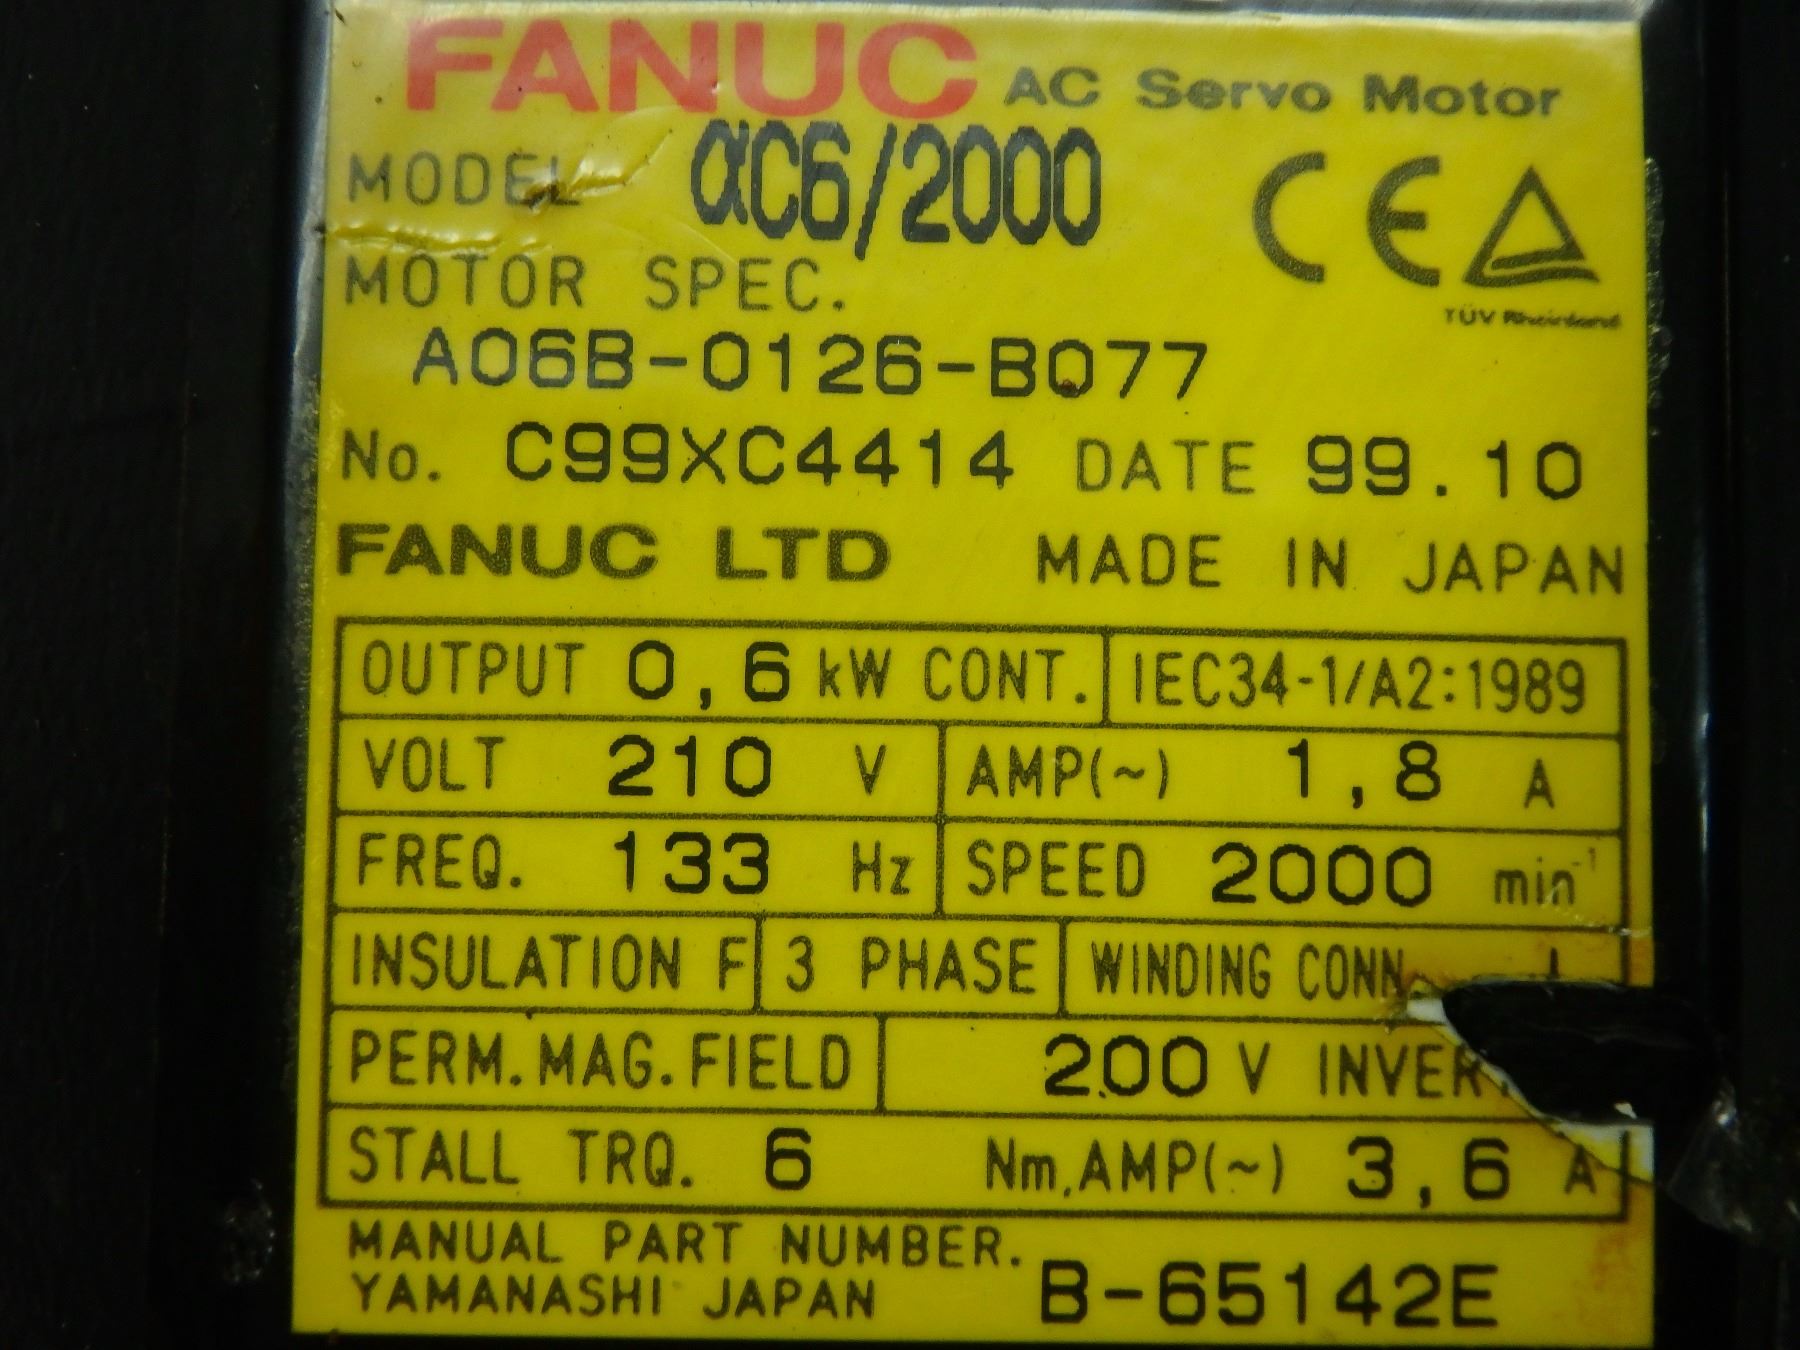 FANUC AC Servo Motor
MODEL αC6/2000
CE
TÜV Rheinland
MOTOR SPEC.
A06B-0126-B077
No. C99XC4414 DATE 99.10
FANUC LTD MADE IN JAPAN
OUTPUT 0,6 kW CONT. IEC34-1/A2:1989
VOLT 210 V AMP(~) 1,8 A
FREQ. 133 Hz SPEED 2000 min⁻¹
INSULATION F 3 PHASE WINDING CONN
PERM.MAG.FIELD 200 V
STALL TRQ. 6 Nm,AMP(~) 3,6 A
MANUAL PART NUMBER.
YAMANASHI JAPAN B-65142E